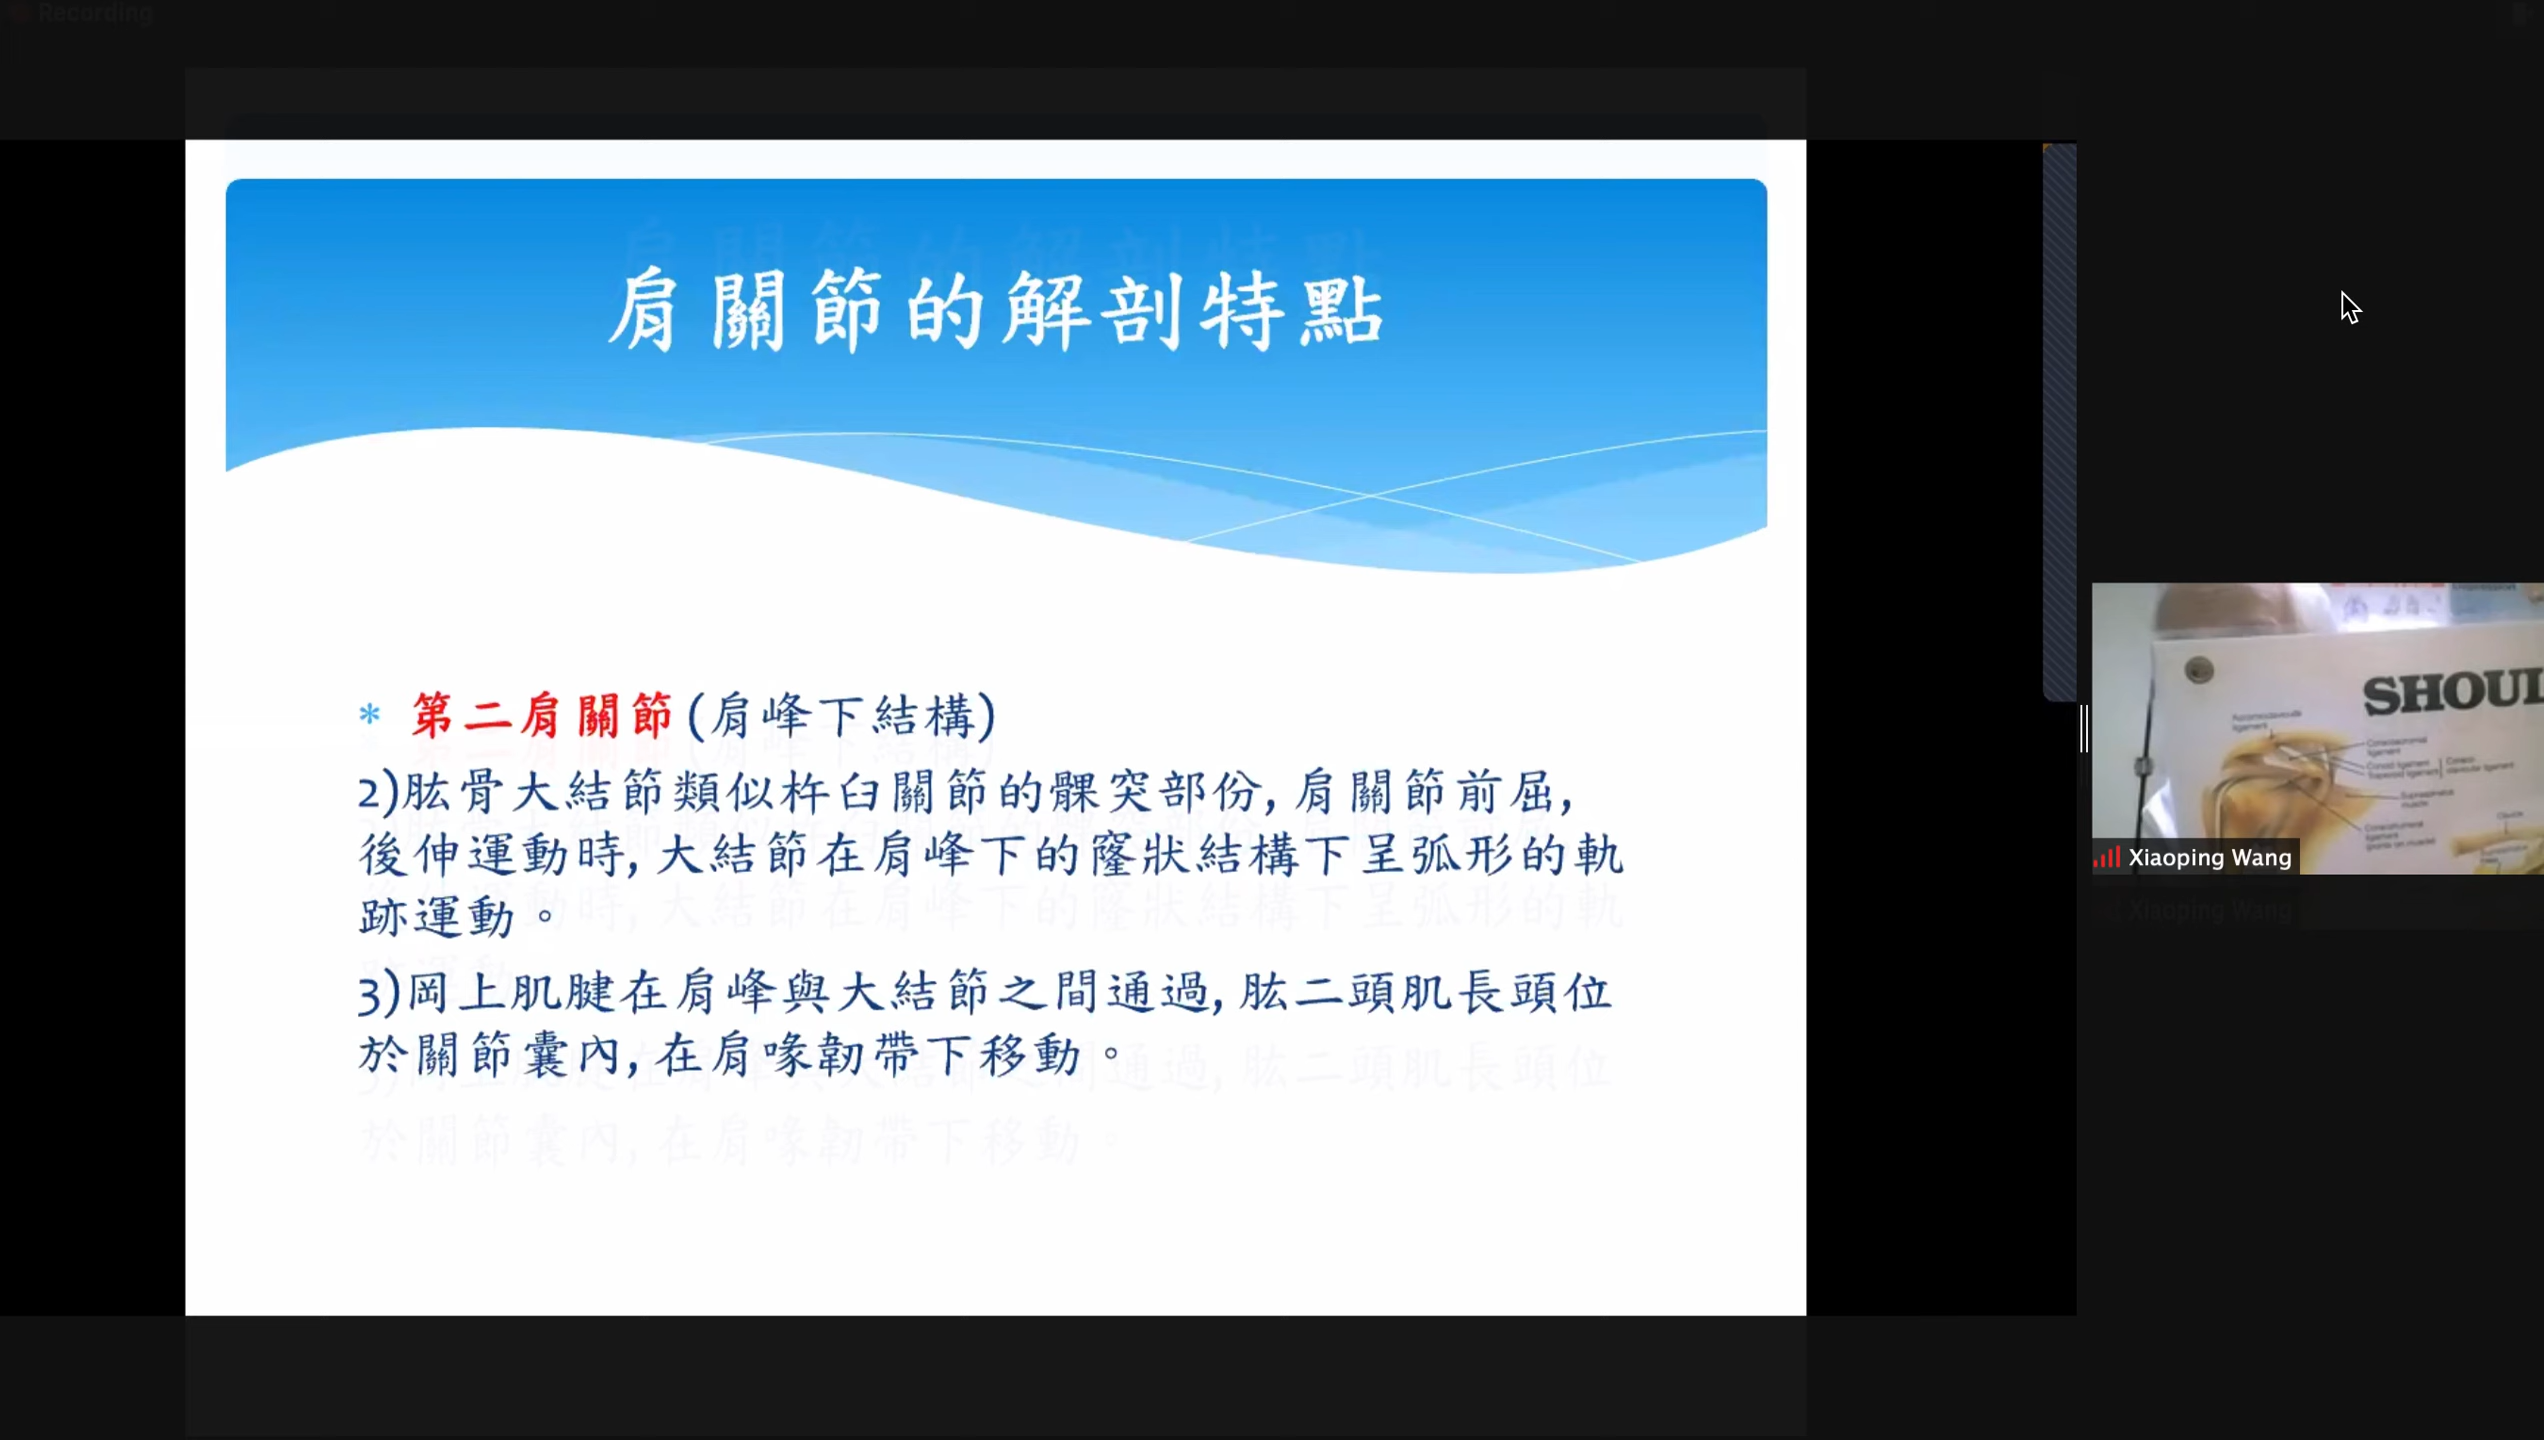 Recording
肩關節的解剖特點
* 第二肩關節(肩峰下結構)
2)肱骨大結節類似杵臼關節的髁突部份,肩關節前屈,
後伸運動時,大結節在肩峰下的窿狀結構下呈弧形的軌
跡運動。
3)岡上肌腱在肩峰與大結節之間通過,肱二頭肌長頭位
於關節囊內,在肩喙韌帶下移動。
SHOUL
Xiaoping Wang